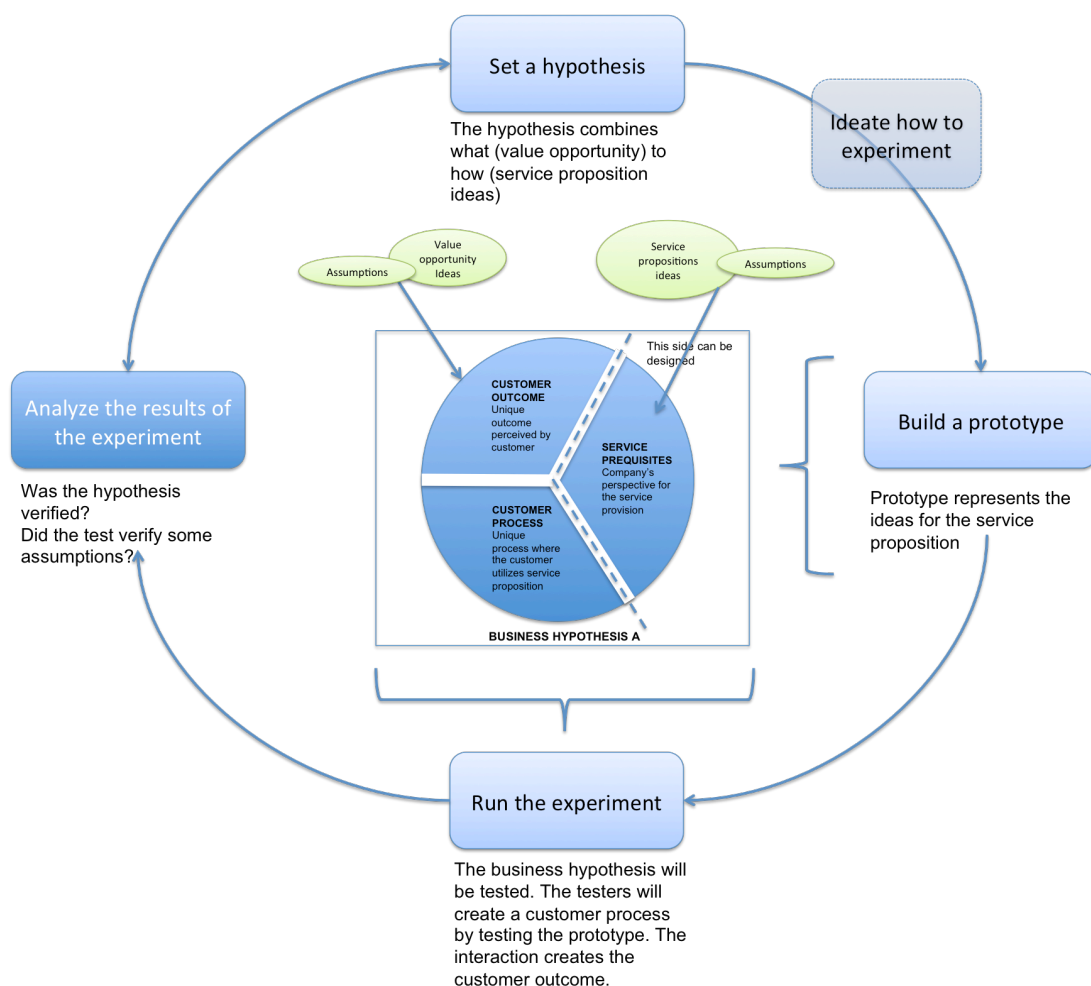 Set a hypothesis
The hypothesis combines
what (value opportunity) to
how (service proposition
ideas)
Ideate how to
experiment
Value
opportunity
Ideas
Assumptions
Service
propositions
ideas
Assumptions
This side can be
designed
CUSTOMER
OUTCOME
Unique
outcome
perceived by
customer
SERVICE
PREQUISITES
Company's
perspective for
the service
provision
CUSTOMER
PROCESS
Unique
process where
the customer
utilizes service
proposition
BUSINESS HYPOTHESIS A
Analyze the results of
the experiment
Was the hypothesis
verified?
Did the test verify some
assumptions?
Build a prototype
Prototype represents the
ideas for the service
proposition
Run the experiment
The business hypothesis will
be tested. The testers will
create a customer process
by testing the prototype. The
interaction creates the
customer outcome.